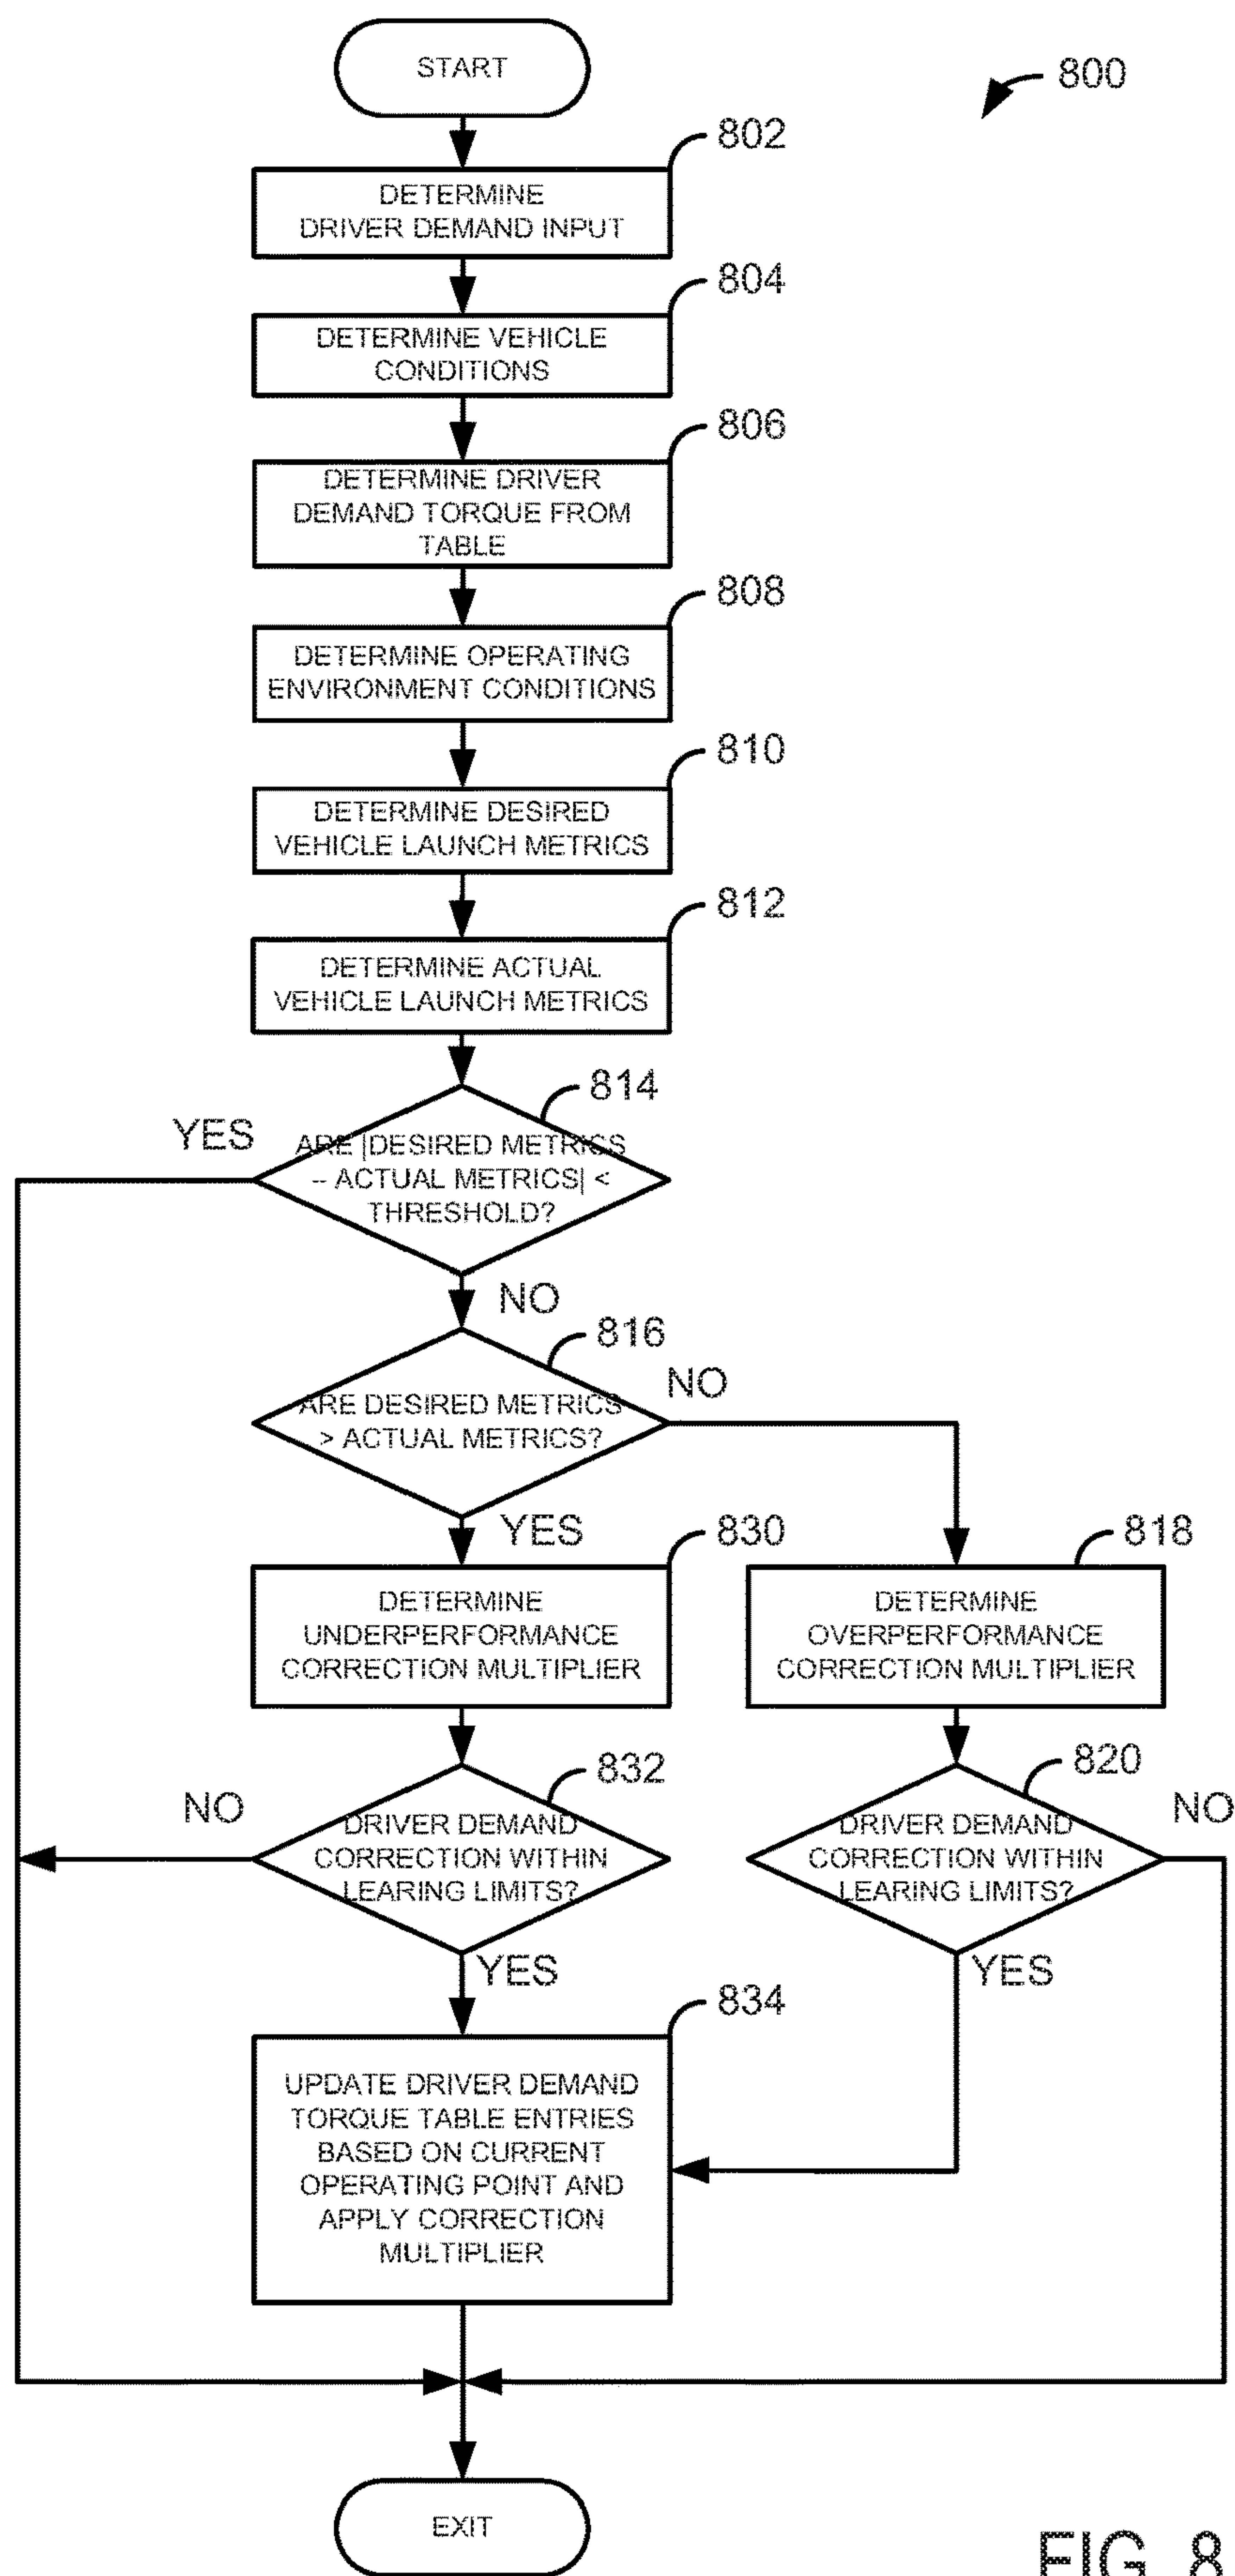 START
800
802
DETERMINE
DRIVER DEMAND INPUT
804
DETERMINE VEHICLE
CONDITIONS
806
DETERMINE DRIVER
DEMAND TORQUE FROM
TABLE
808
DETERMINE OPERATING
ENVIRONMENT CONDITIONS
810
DETERMINE DESIRED
VEHICLE LAUNCH METRICS
812
DETERMINE ACTUAL
VEHICLE LAUNCH METRICS
814
YES
ARE |DESIRED METRICS
-- ACTUAL METRICS| <
THRESHOLD?
NO
816
NO
ARE DESIRED METRICS
> ACTUAL METRICS?
YES
830
818
DETERMINE
UNDERPERFORMANCE
CORRECTION MULTIPLIER
DETERMINE
OVERPERFORMANCE
CORRECTION MULTIPLIER
832
820
NO
DRIVER DEMAND
CORRECTION WITHIN
LEARING LIMITS?
NO
DRIVER DEMAND
CORRECTION WITHIN
LEARING LIMITS?
YES
YES
834
UPDATE DRIVER DEMAND
TORQUE TABLE ENTRIES
BASED ON CURRENT
OPERATING POINT AND
APPLY CORRECTION
MULTIPLIER
EXIT
FIG. 8